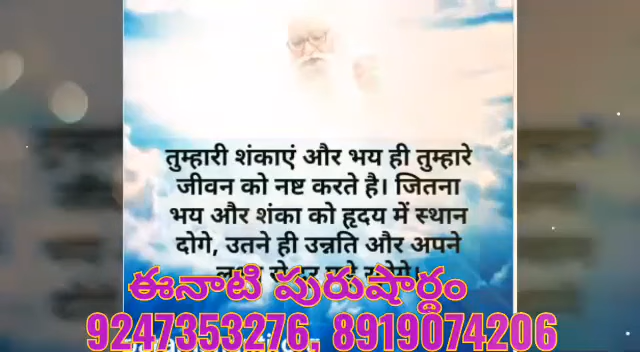 तुम्हारी शंकाएं और भय ही तुम्हारे
जीवन को नष्ट करते है। जितना
भय और शंका को हृदय में स्थान
दोगे, उतने ही उन्नति और अपने
ఈనాటి పురుషార్థం
9247353276, 8919074206